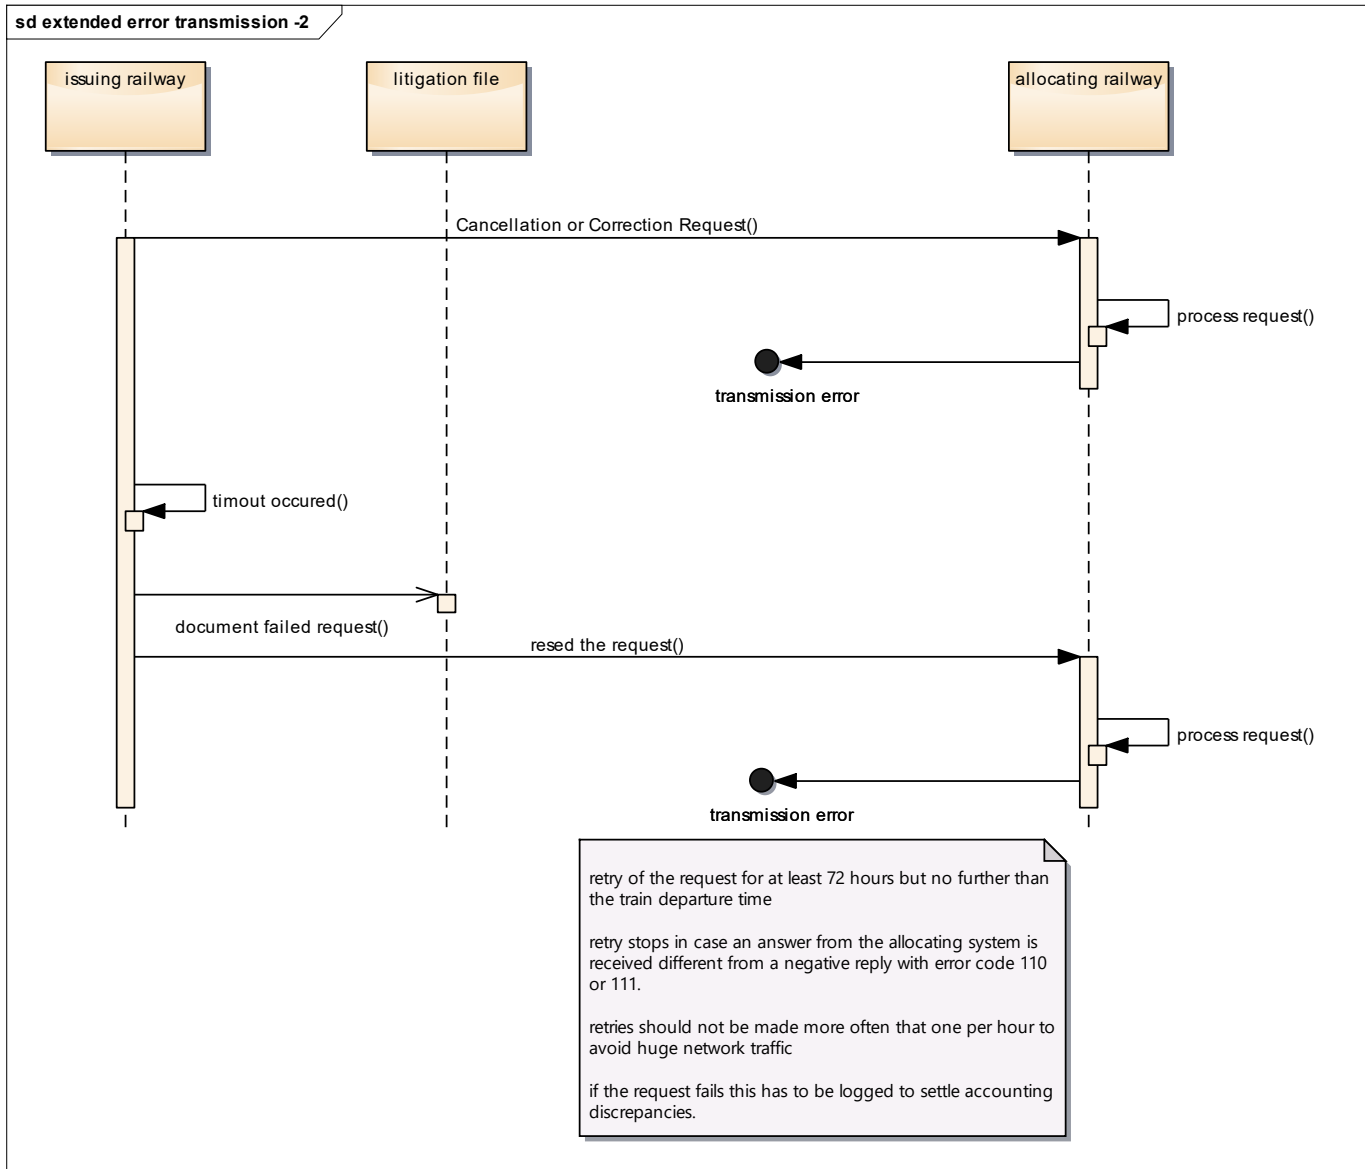 sd extended error transmission -2
issuing railway
litigation file
allocating railway
Cancellation or Correction Request()
process request()
transmission error
timout occured()
document failed request()
resed the request()
process request()
transmission error
retry of the request for at least 72 hours but no further than
the train departure time
retry stops in case an answer from the allocating system is
received different from a negative reply with error code 110
or 111.
retries should not be made more often that one per hour to
avoid huge network traffic
if the request fails this has to be logged to settle accounting
discrepancies.